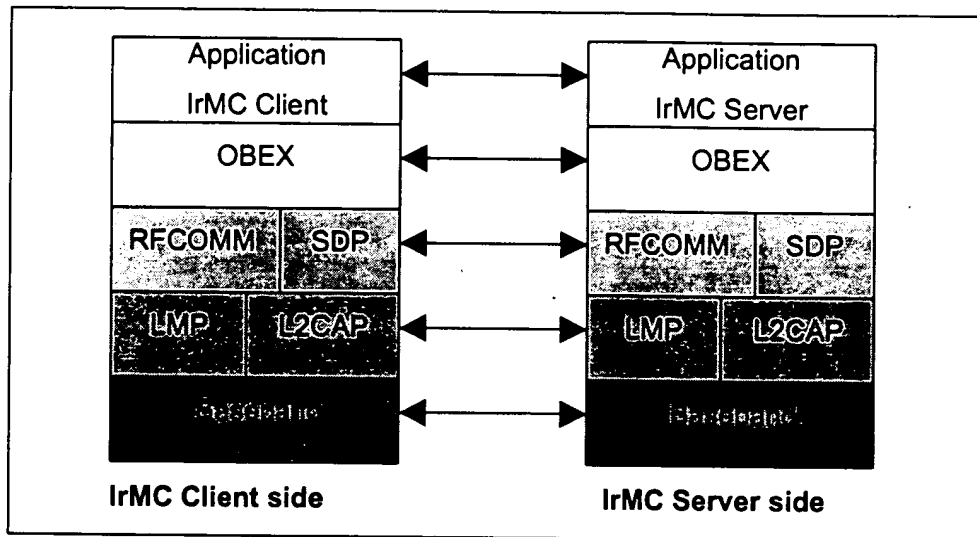 Application
IrMC Client
OBEX
RFCOMM SDP
LMP L2CAP
IrMC Client side
Application
IrMC Server
OBEX
RFCOMM SDP
LMP L2CAP
Baseband
IrMC Server side